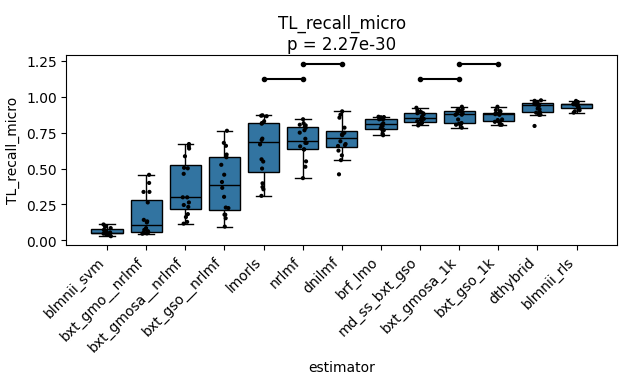 TL_recall_micro
p = 2.27e-30
TL_recall_micro
1.25
1.00
0.75
0.50
0.25
0.00
blmnii_svm
bxt_gmo__nrlmf
bxt_gmosa__nrlmf
bxt_gso__nrlmf
lmorls
nrlmf
dnilmf
brf_lmo
md_ss_bxt_gso
bxt_gmosa_1k
bxt_gso_1k
dthybrid
blmnii_rls
estimator